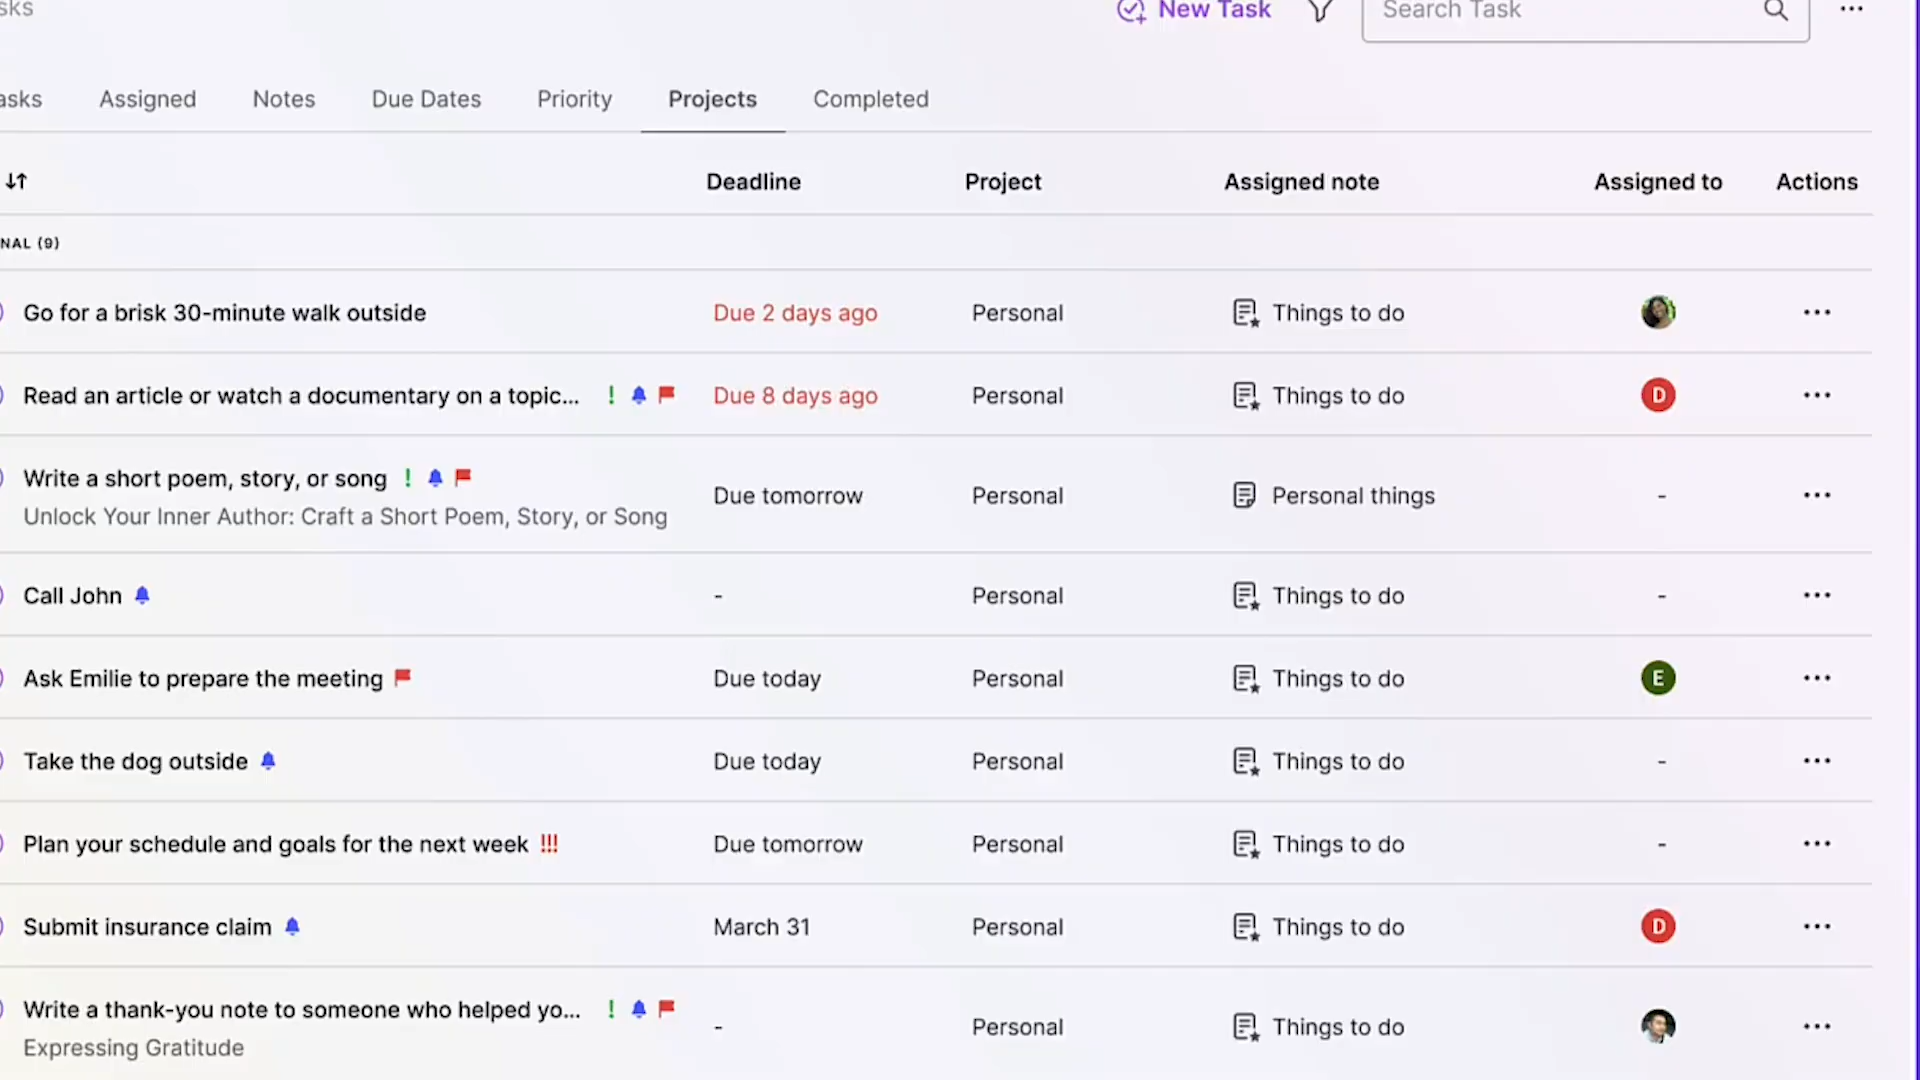 New Task
Search Task
Assigned
Notes
Due Dates
Priority
Projects
Completed
Deadline
Project
Assigned note
Assigned to
Actions
(9)
Go for a brisk 30-minute walk outside
Due 2 days ago
Personal
Things to do
Read an article or watch a documentary on a topic...
!
Due 8 days ago
Personal
Things to do
D
Write a short poem, story, or song
!
Unlock Your Inner Author: Craft a Short Poem, Story, or Song
Due tomorrow
Personal
Personal things
-
Call John
-
Personal
Things to do
-
Ask Emilie to prepare the meeting
Due today
Personal
Things to do
E
Take the dog outside
Due today
Personal
Things to do
-
Plan your schedule and goals for the next week !!!
Due tomorrow
Personal
Things to do
-
Submit insurance claim
March 31
Personal
Things to do
D
Write a thank-you note to someone who helped yo...
!
Expressing Gratitude
-
Personal
Things to do